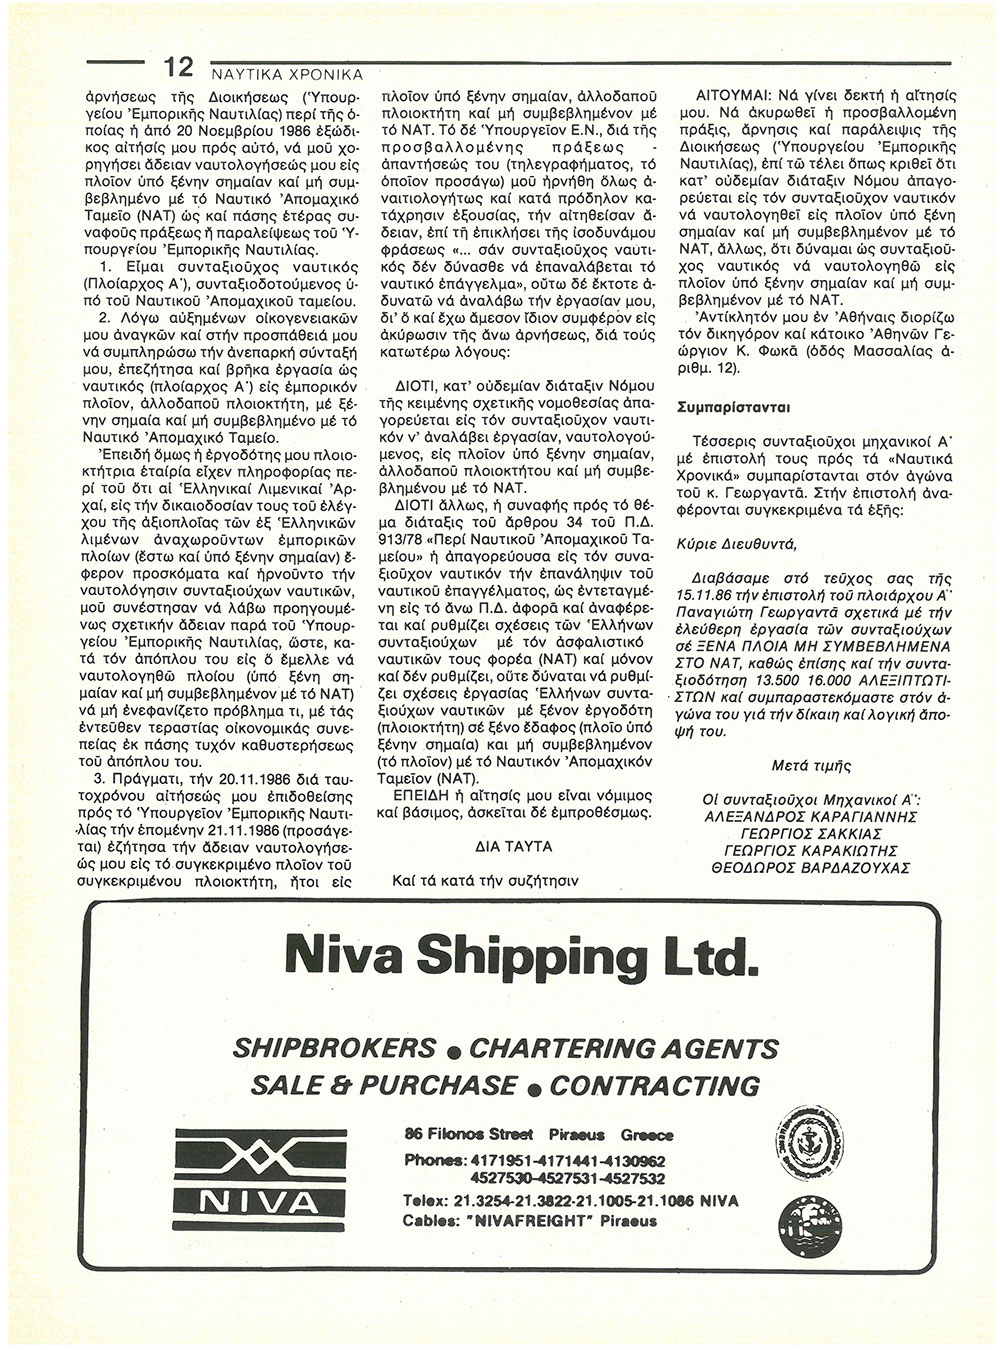 12 ΝΑΥΤΙΚΑ ΧΡΟΝΙΚΑ
ἀρνήσεως τῆς Διοικήσεως (Ὑπουρ-
γείου Ἐμπορικῆς Ναυτιλίας) περί τῆς ὁ-
ποίας ἡ ἀπό 20 Νοεμβρίου 1986 ἐξώδι-
κος αἴτησίς μου πρός αὐτό, νά μοῦ χο-
ρηγήσει ἄδειαν ναυτολογήσεώς μου εἰς
πλοῖον ὑπό ξένην σημαίαν καί μή συμ-
βεβλημένο μέ τό Ναυτικό Ἀπομαχικό
Ταμεῖο (ΝΑΤ) ὡς καί πάσης ἑτέρας συ-
ναφοῦς πράξεως ἤ παραλείψεως τοῦ Ὑ-
πουργείου Ἐμπορικῆς Ναυτιλίας.
1. Εἶμαι συνταξιοῦχος ναυτικός
(Πλοίαρχος Α΄), συνταξιοδοτούμενος ὑ-
πό τοῦ Ναυτικοῦ Ἀπομαχικοῦ ταμείου.
2. Λόγω αὐξημένων οἰκογενειακῶν
μου ἀναγκῶν καί στήν προσπάθειά μου
νά συμπληρώσω τήν ἀνεπαρκή σύνταξή
μου, ἐπεζήτησα καί βρῆκα ἐργασία ὡς
ναυτικός (πλοίαρχος Α΄) εἰς ἐμπορικόν
πλοῖον, ἀλλοδαποῦ πλοιοκτήτη, μέ ξέ-
νην σημαία καί μή συμβεβλημένο μέ τό
Ναυτικό Ἀπομαχικό Ταμεῖο.
Ἐπειδή ὅμως ἡ ἐργοδότης μου πλοιο-
κτήτρια ἑταιρία εἶχεν πληροφορίας πε-
ρί τοῦ ὅτι αἱ Ἑλληνικαί Λιμενικαί Ἀρ-
χαί, εἰς τήν δικαιοδοσίαν τους τοῦ ἐλέγ-
χου τῆς ἀξιοπλοΐας τῶν ἐξ Ἑλληνικῶν
λιμένων ἀναχωρούντων ἐμπορικῶν
πλοίων (ἔστω καί ὑπό ξένην σημαίαν) ἔ-
φερον προσκόματα καί ἠρνοῦντο τήν
ναυτολόγησιν συνταξιούχων ναυτικῶν,
μοῦ συνέστησαν νά λάβω προηγουμέ-
νως σχετικήν ἄδειαν παρά τοῦ Ὑπουρ-
γείου Ἐμπορικῆς Ναυτιλίας, ὥστε, κα-
τά τόν ἀπόπλου του εἰς ὅ ἔμελλε νά
ναυτολογηθῶ πλοίου (ὑπό ξένη ση-
μαίαν καί μή συμβεβλημένον μέ τό ΝΑΤ)
νά μή ἐνεφανίζετο πρόβλημα τι, μέ τάς
ἐντεῦθεν τεραστίας οἰκονομικάς συνε-
πείας ἐκ πάσης τυχόν καθυστερήσεως
τοῦ ἀπόπλου του.
3. Πράγματι, τήν 20.11.1986 διά ταυ-
τοχρόνου αἰτήσεώς μου ἐπιδοθείσης
πρός τό Ὑπουργεῖον Ἐμπορικῆς Ναυτι-
λίας τήν ἑπομένην 21.11.1986 (προσάγε-
ται) ἐζήτησα τήν ἄδειαν ναυτολογήσε-
ώς μου εἰς τό συγκεκριμένο πλοῖον τοῦ
συγκεκριμένου πλοιοκτήτη, ἤτοι εἰς
πλοῖον ὑπό ξένην σημαίαν, ἀλλοδαποῦ
πλοιοκτήτη καί μή συμβεβλημένον μέ
τό ΝΑΤ. Τό δέ Ὑπουργεῖον Ε.Ν., διά τῆς
προσβαλλομένης πράξεως -
ἀπαντήσεώς του (τηλεγραφήματος, τό
ὁποῖον προσάγω) μοῦ ἠρνήθη ὅλως ἀ-
ναιτιολογήτως καί κατά πρόδηλον κα-
τάχρησιν ἐξουσίας, τήν αἰτηθεῖσαν ἄ-
δειαν, ἐπί τῇ ἐπικλήσει τῆς ἰσοδυνάμου
φράσεως «... σάν συνταξιοῦχος ναυτι-
κός δέν δύνασθε νά ἐπαναλάβεται τό
ναυτικό ἐπάγγελμα», οὕτω δέ ἔκτοτε ἀ-
δυνατῶ νά ἀναλάβω τήν ἐργασίαν μου,
δι' ὅ καί ἔχω ἄμεσον ἴδιον συμφέρον εἰς
ἀκύρωσιν τῆς ἄνω ἀρνήσεως, διά τούς
κατωτέρω λόγους:
ΔΙΟΤΙ, κατ' οὐδεμίαν διάταξιν Νόμου
τῆς κειμένης σχετικῆς νομοθεσίας ἀπα-
γορεύεται εἰς τόν συνταξιοῦχον ναυτι-
κόν ν' ἀναλάβει ἐργασίαν, ναυτολογού-
μενος, εἰς πλοῖον ὑπό ξένην σημαίαν,
ἀλλοδαποῦ πλοιοκτήτου καί μή συμβε-
βλημένου μέ τό ΝΑΤ.
ΔΙΟΤΙ ἄλλως, ἡ συναφής πρός τό θέ-
μα διάταξις τοῦ ἄρθρου 34 τοῦ Π.Δ.
913/78 «Περί Ναυτικοῦ Ἀπομαχικοῦ Τα-
μείου» ἡ ἀπαγορεύουσα εἰς τόν συνα-
ξιοῦχον ναυτικόν τήν ἐπανάληψιν τοῦ
ναυτικοῦ ἐπαγγέλματος, ὡς ἐντεταγμέ-
νη εἰς τό ἄνω Π.Δ. ἀφορᾶ καί ἀναφέρε-
ται καί ρυθμίζει σχέσεις τῶν Ἑλλήνων
συνταξιούχων μέ τόν ἀσφαλιστικό
ναυτικῶν τους φορέα (ΝΑΤ) καί μόνον
καί δέν ρυθμίζει, οὔτε δύναται νά ρυθμί-
ζει σχέσεις ἐργασίας Ἑλλήνων συντα-
ξιούχων ναυτικῶν μέ ξένον ἐργοδότη
(πλοιοκτήτη) σέ ξένο ἔδαφος (πλοῖο ὑπό
ξένην σημαία) και μή συμβεβλημένον
(τό πλοῖον) μέ τό Ναυτικόν Ἀπομαχικόν
Ταμεῖον (ΝΑΤ).
ΕΠΕΙΔΗ ἡ αἴτησίς μου εἶναι νόμιμος
καί βάσιμος, ἀσκεῖται δέ ἐμπροθέσμως.
ΔΙΑ ΤΑΥΤΑ
Καί τά κατά τήν συζήτησιν
ΑΙΤΟΥΜΑΙ: Νά γίνει δεκτή ἡ αἴτησίς
μου. Νά ἀκυρωθεῖ ἡ προσβαλλομένη
πράξις, ἄρνησις καί παράλειψις τῆς
Διοικήσεως (Ὑπουργείου Ἐμπορικῆς
Ναυτιλίας), ἐπί τῶ τέλει ὅπως κριθεῖ ὅτι
κατ' οὐδεμίαν διάταξιν Νόμου ἀπαγο-
ρεύεται εἰς τόν συνταξιοῦχον ναυτικόν
νά ναυτολογηθεῖ εἰς πλοῖον ὑπό ξένη
σημαίαν καί μή συμβεβλημένον μέ τό
ΝΑΤ, ἄλλως, ὅτι δύναμαι ὡς συνταξιοῦ-
χος ναυτικός νά ναυτολογηθῶ εἰς
πλοῖον ὑπό ξένην σημαίαν καί μή συμ-
βεβλημένον μέ τό ΝΑΤ.
Ἀντίκλητόν μου ἐν Ἀθήναις διορίζω
τόν δικηγόρον καί κάτοικο Ἀθηνῶν Γε-
ώργιον Κ. Φωκᾶ (ὁδός Μασσαλίας ἀ-
ριθμ. 12).
Συμπαρίστανται
Τέσσερις συνταξιοῦχοι μηχανικοί Α΄
μέ ἐπιστολή τους πρός τά «Ναυτικά
Χρονικά» συμπαρίστανται στόν ἀγώνα
τοῦ κ. Γεωργαντᾶ. Στήν ἐπιστολή ἀνα-
φέρονται συγκεκριμένα τά ἑξῆς:
Κύριε Διευθυντά,
Διαβάσαμε στό τεῦχος σας τῆς
15.11.86 τήν ἐπιστολή τοῦ πλοιάρχου Α΄
Παναγιώτη Γεωργαντᾶ σχετικά μέ τήν
ἐλεύθερη ἐργασία τῶν συνταξιούχων
σέ ΞΕΝΑ ΠΛΟΙΑ ΜΗ ΣΥΜΒΕΒΛΗΜΕΝΑ
ΣΤΟ ΝΑΤ, καθώς ἐπίσης καί τήν συντα-
ξιοδότηση 13.500 16.000 ΑΛΕΞΙΠΤΩΤΙ-
ΣΤΩΝ καί συμπαραστεκόμαστε στόν ἀ-
γώνα του γιά τήν δίκαιη καί λογική ἄπο-
ψή του.
Μετά τιμῆς
Οἱ συνταξιοῦχοι Μηχανικοί Α΄:
ΑΛΕΞΑΝΔΡΟΣ ΚΑΡΑΓΙΑΝΝΗΣ
ΓΕΩΡΓΙΟΣ ΣΑΚΚΙΑΣ
ΓΕΩΡΓΙΟΣ ΚΑΡΑΚΙΩΤΗΣ
ΘΕΟΔΩΡΟΣ ΒΑΡΔΑΖΟΥΧΑΣ
Niva Shipping Ltd.
SHIPBROKERS ● CHARTERING AGENTS
SALE & PURCHASE ● CONTRACTING
86 Filonos Street Piraeus Greece
Phones: 4171951-4171441-4130962
4527530-4527531-4527532
Telex: 21.3254-21.3822-21.1005-21.1086 NIVA
Cables: "NIVAFREIGHT" Piraeus
NIVA